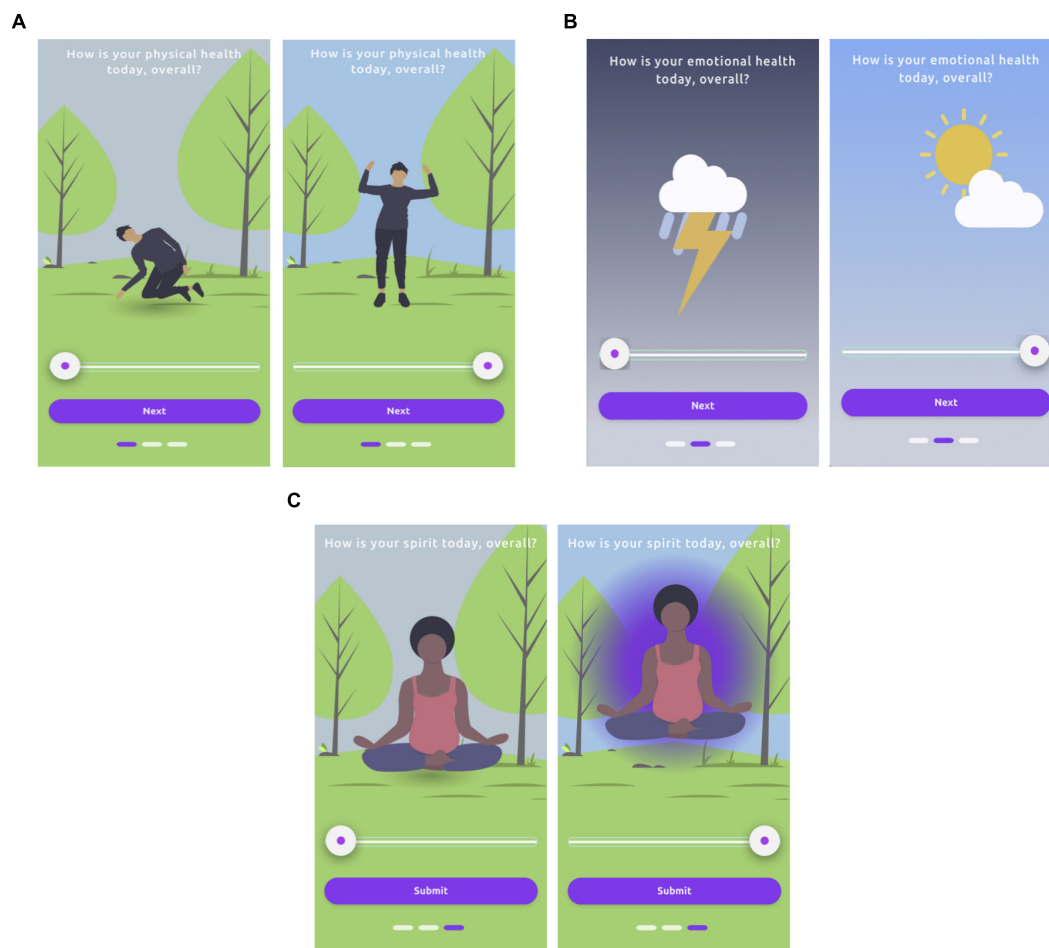 A
How is your physical health
today, overall?
Next
How is your physical health
today, overall?
Next
B
How is your emotional health
today, overall?
Next
How is your emotional health
today, overall?
Next
C
How is your spirit today, overall?
Submit
How is your spirit today, overall?
Submit